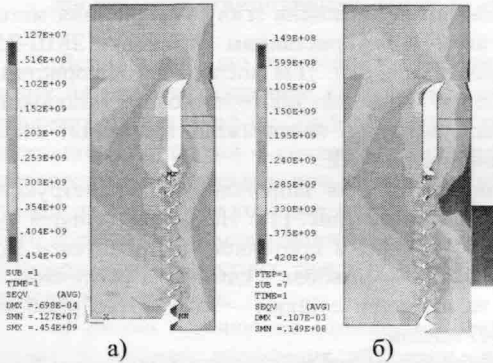 .127E+07
.516E+08
.102E+09
.152E+09
.203E+09
.253E+09
.303E+09
.354E+09
.404E+09
.454E+09
SUB =1
TIME=1
SEQV (AVG)
DMX =.698E-04
SMN =.127E+07
SMX =.454E+09
MX
X
MN
а)
.149E+08
.599E+08
.105E+09
.150E+09
.195E+09
.240E+09
.285E+09
.330E+09
.375E+09
.420E+09
STEP=1
SUB =7
TIME=1
SEQV (AVG)
DMX =.107E-03
SMN =.149E+08
б)